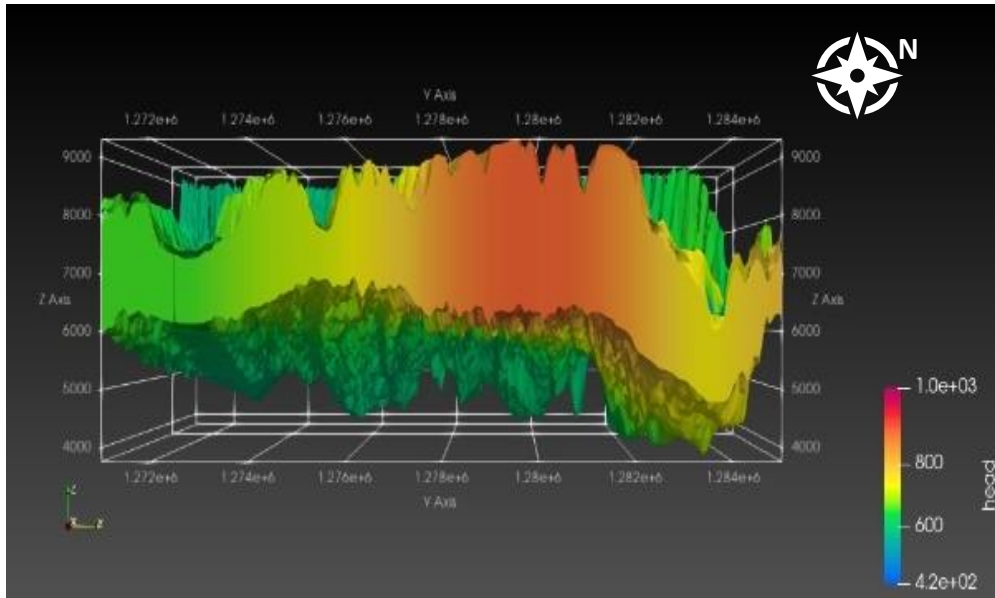 N
Y Axis
1.272e+6 1.274e+6 1.276e+6 1.278e+6 1.28e+6 1.282e+6 1.284e+6
9000 9000
8000 8000
7000 7000
Z Axis Z Axis
6000 6000
5000 5000
4000 4000
1.272e+6 1.274e+6 1.276e+6 1.278e+6 1.28e+6 1.282e+6 1.284e+6
Y Axis
1.0e+03
800
600
4.2e+02
head
Z